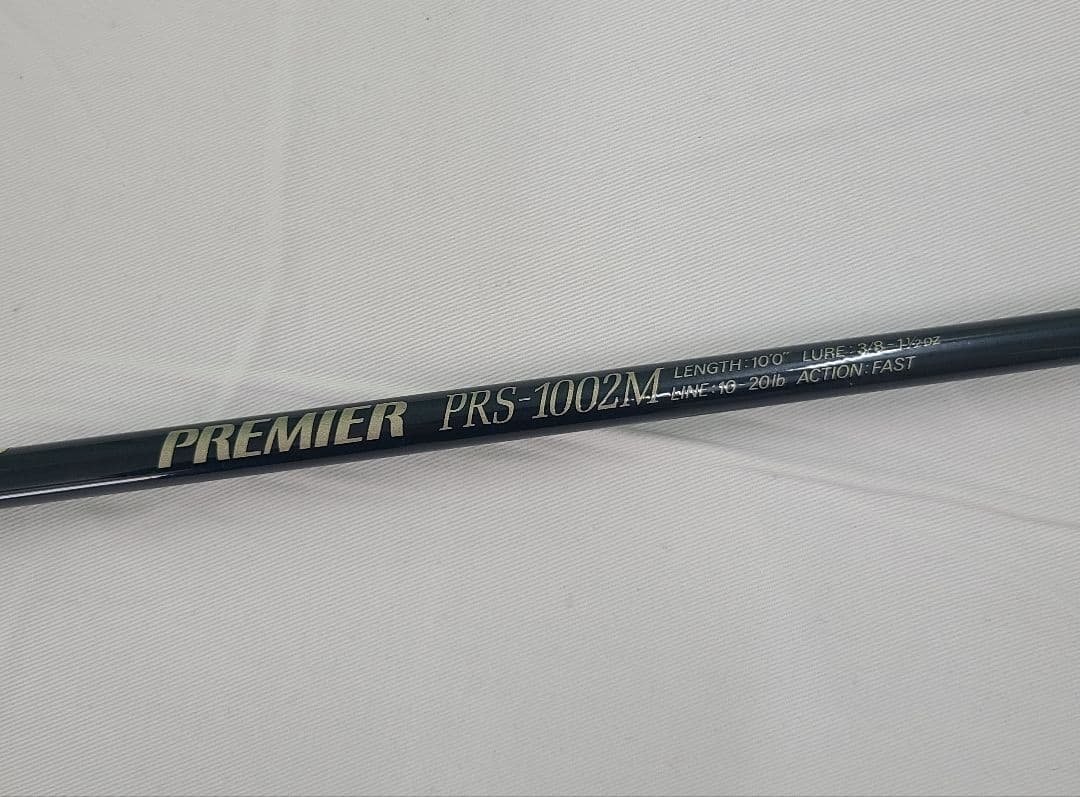 PREMIER PRS-1002M
LENGTH:10'0" LURE:3/8-1½oz
LINE:10-20lb ACTION:FAST